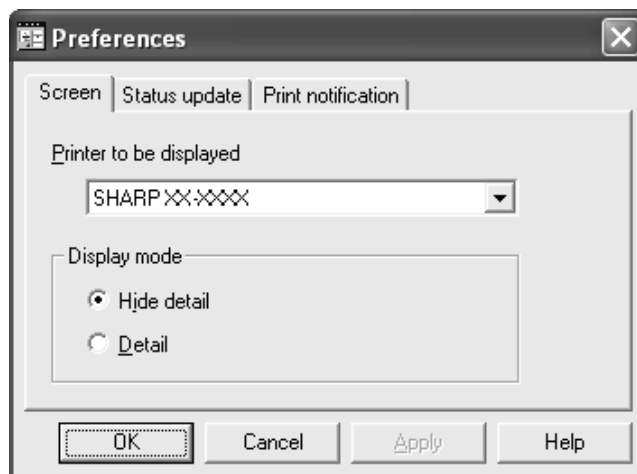 Preferences
Screen Status update Print notification
Printer to be displayed
SHARP XX-XXXX
Display mode
Hide detail
Detail
OK Cancel Apply Help